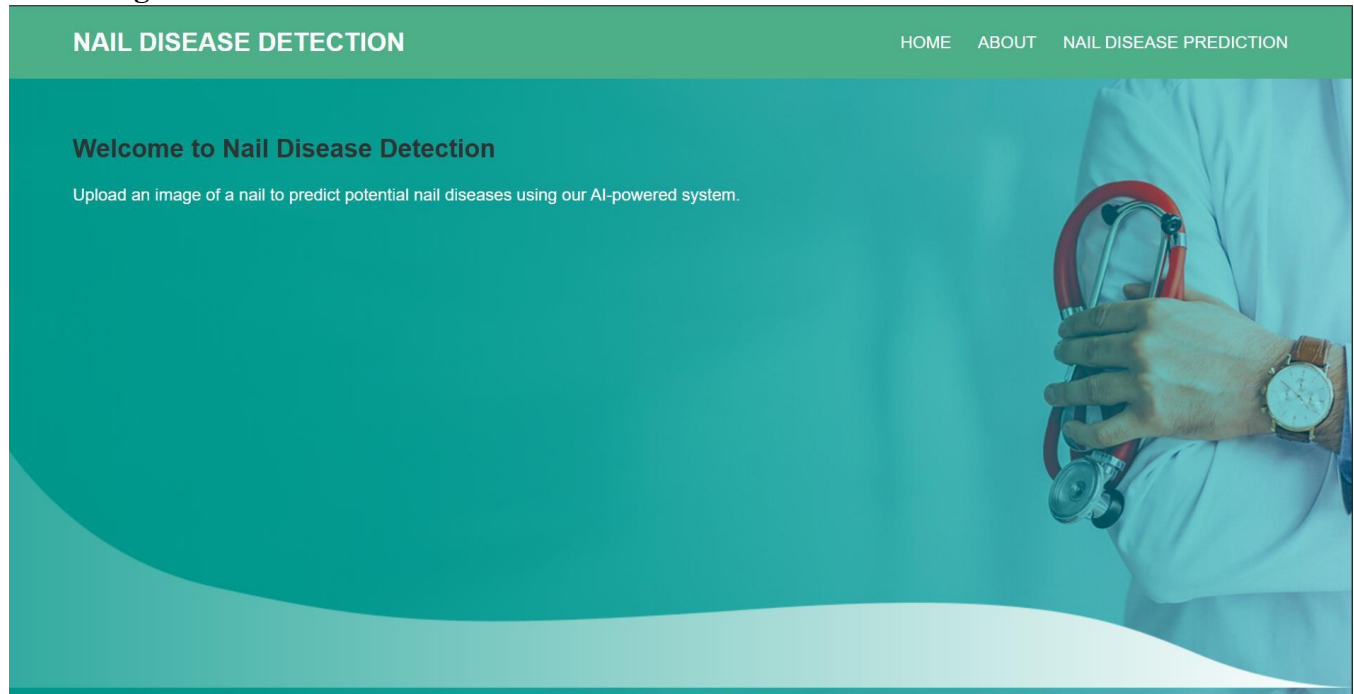 NAIL DISEASE DETECTION
HOME ABOUT NAIL DISEASE PREDICTION
Welcome to Nail Disease Detection
Upload an image of a nail to predict potential nail diseases using our AI-powered system.